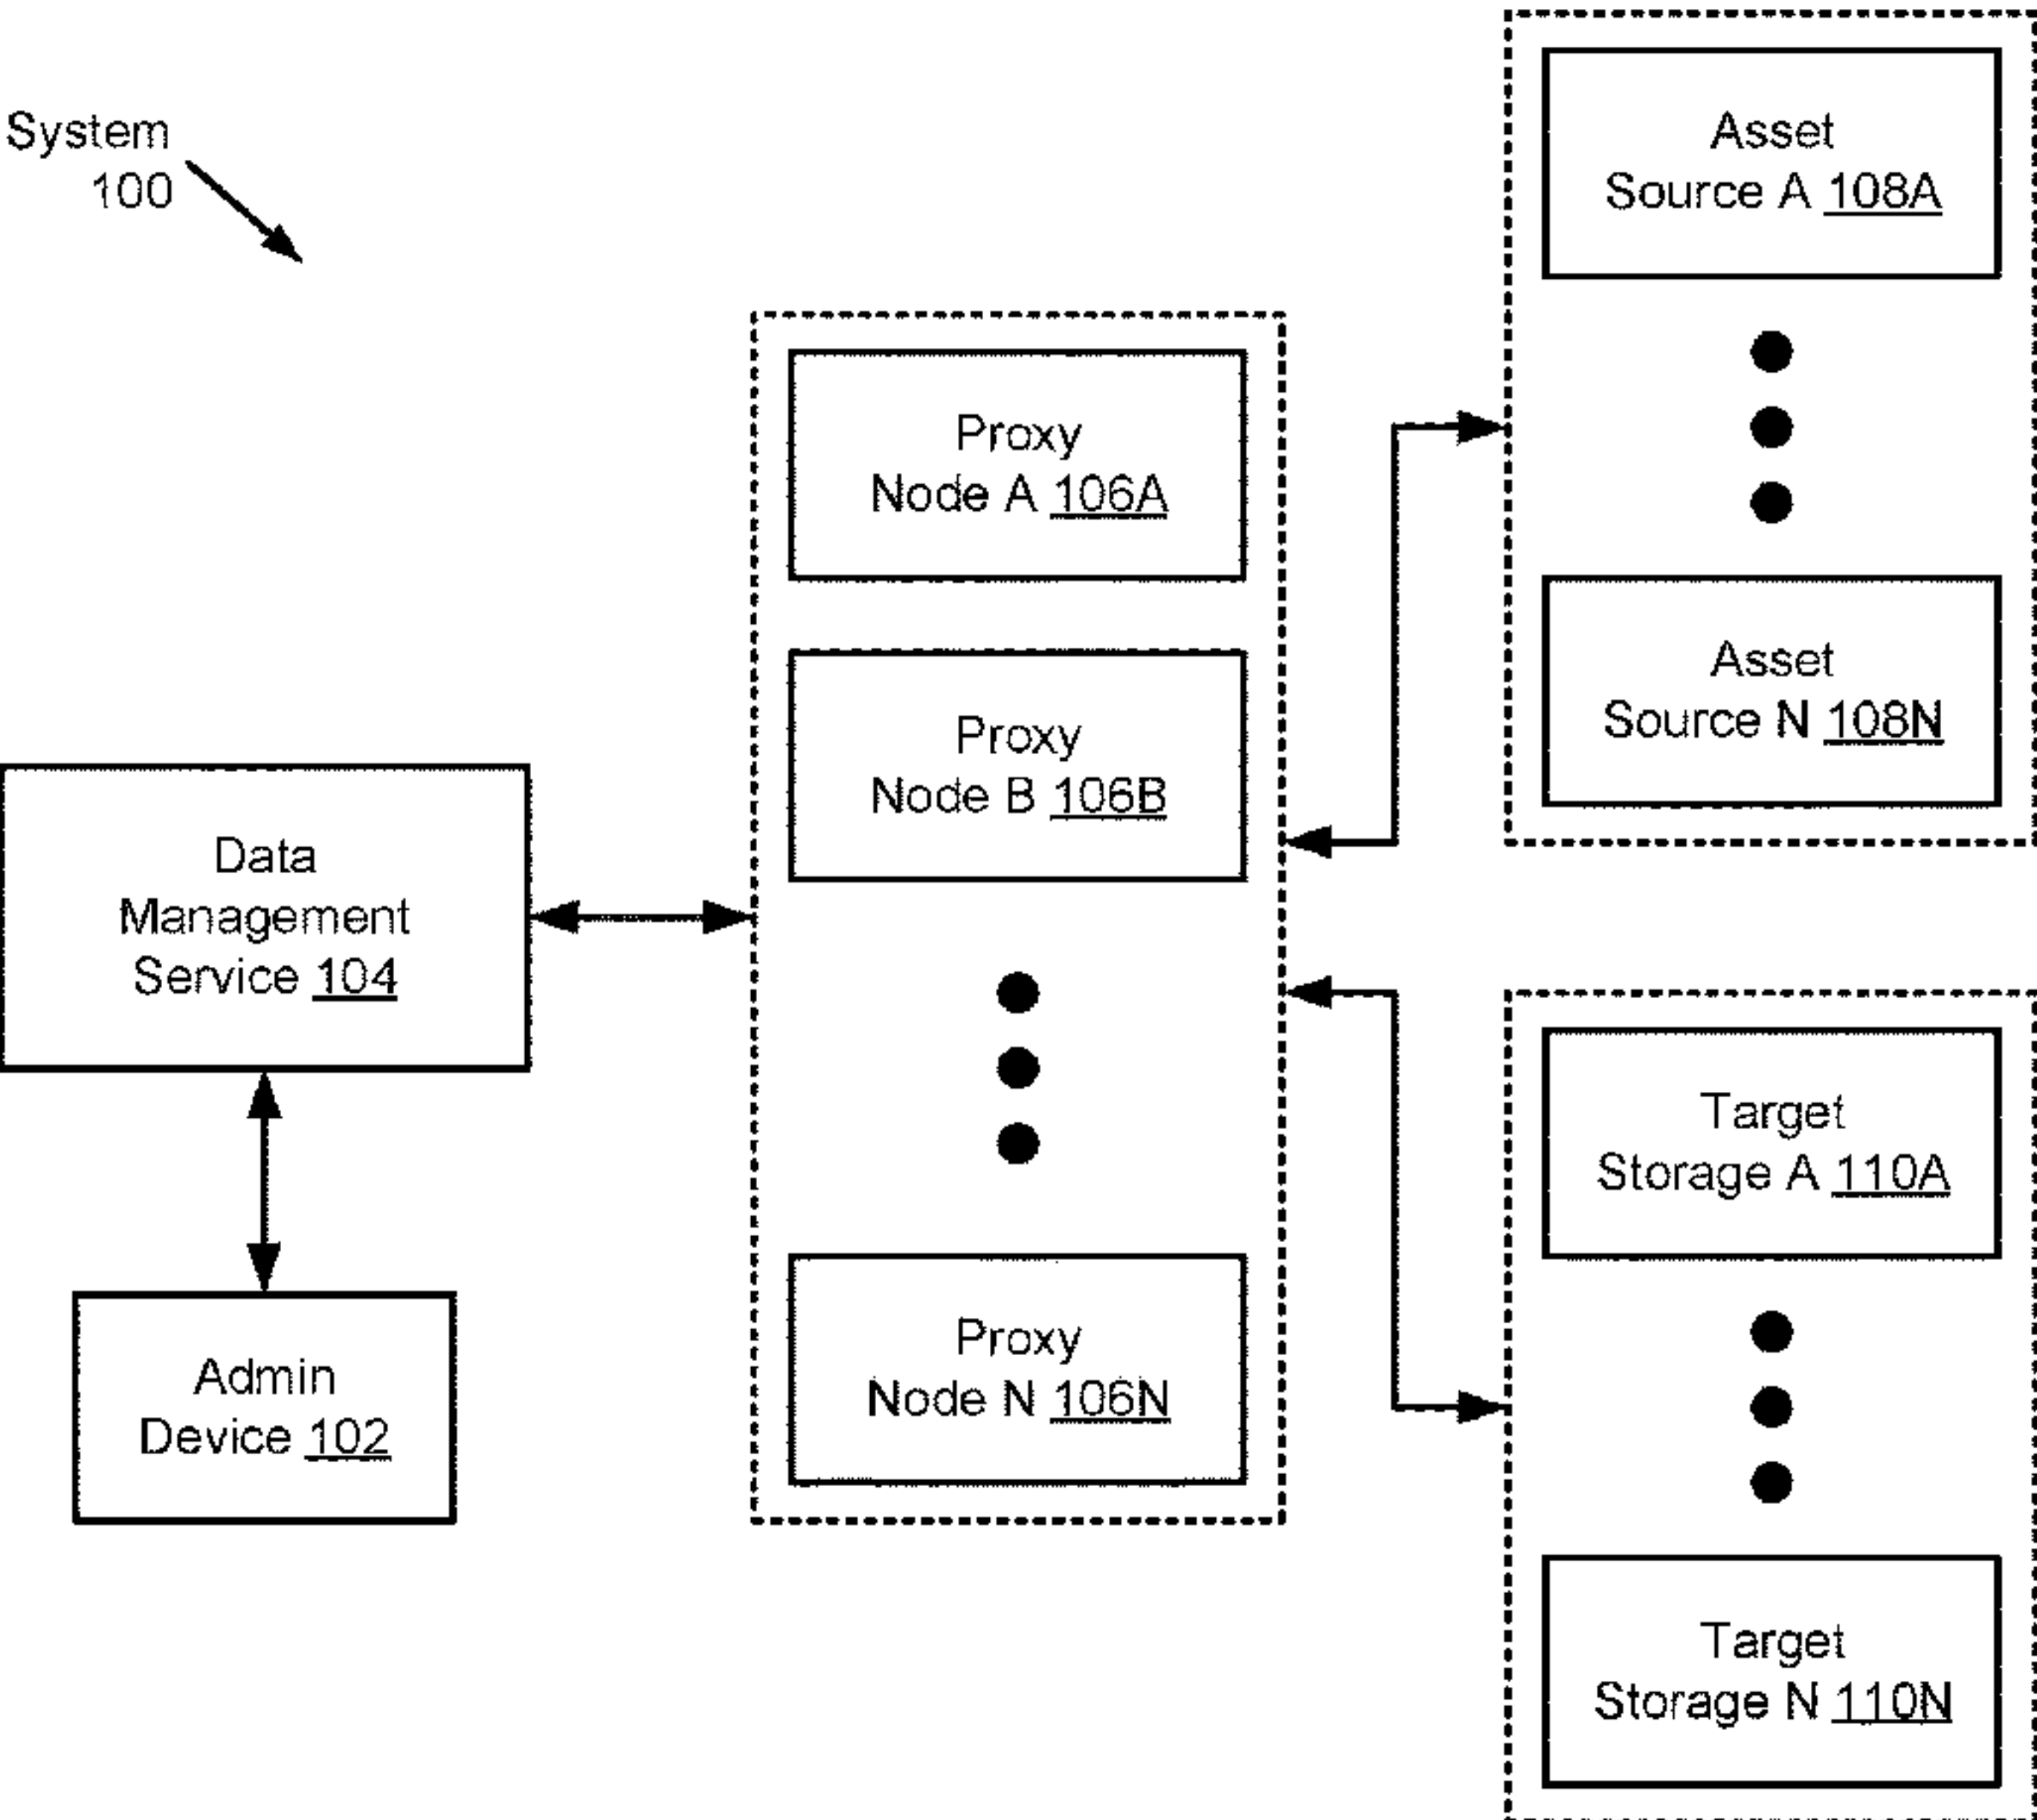 System
100
Asset
Source A 108A
Proxy
Node A 106A
Asset
Source N 108N
Proxy
Node B 106B
Data
Management
Service 104
Target
Storage A 110A
Proxy
Node N 106N
Admin
Device 102
Target
Storage N 110N